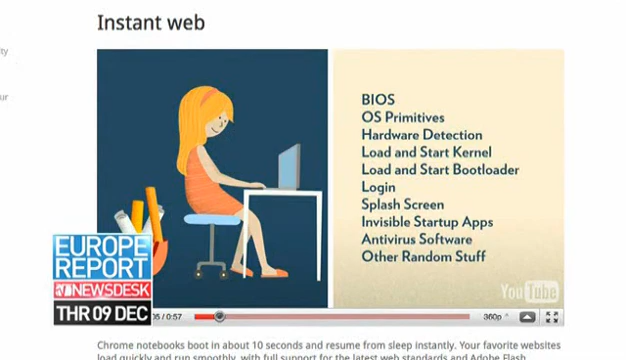 Instant web
ity
ur
BIOS
OS Primitives
Hardware Detection
Load and Start Kernel
Load and Start Bootloader
Login
Splash Screen
Invisible Startup Apps
Antivirus Software
Other Random Stuff
YouTube
EUROPE
REPORT
NEWSDESK
THR 09 DEC
05 / 0:57
360p
Chrome notebooks boot in about 10 seconds and resume from sleep instantly. Your favorite websites
load quickly and run smoothly, with full support for the latest web standards and Adobe Flash